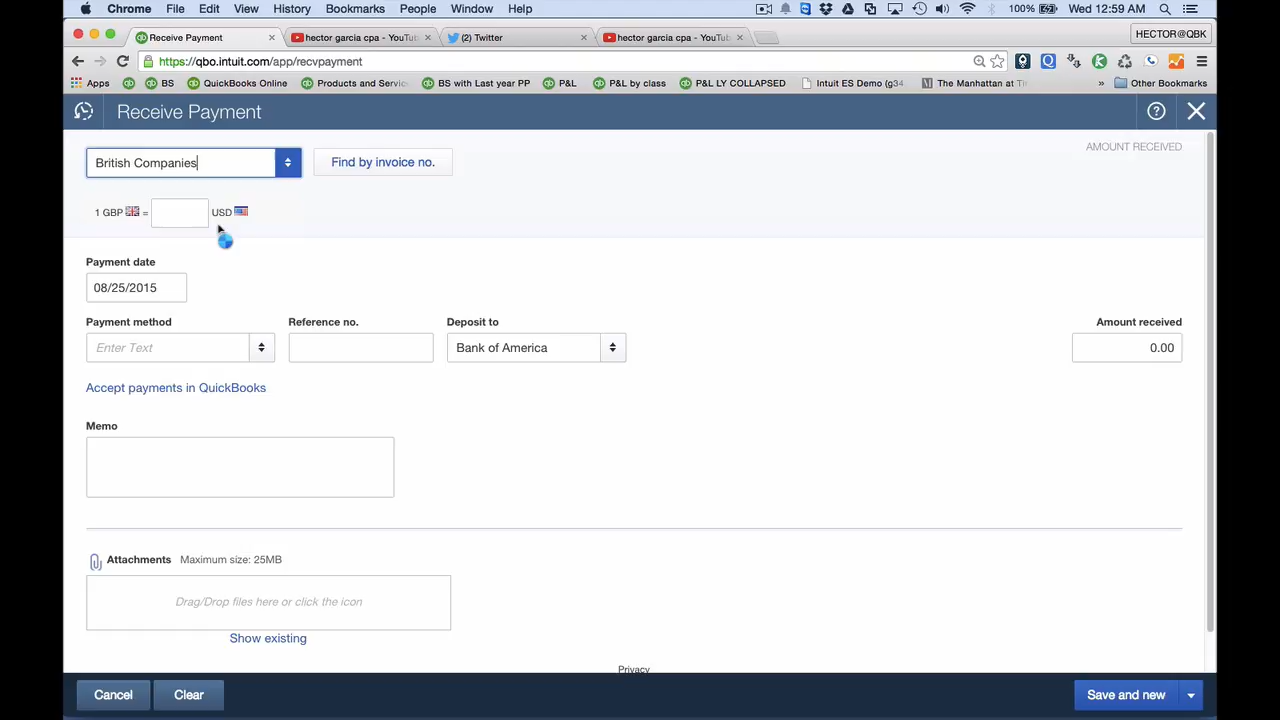 Chrome File Edit View History Bookmarks People Window Help 100% Wed 12:59 AM
Receive Payment hector garcia cpa - YouTub (2) Twitter hector garcia cpa - YouTub HECTOR@QBK
https://qbo.intuit.com/app/recvpayment
Apps BS QuickBooks Online Products and Service BS with Last year PP P&L P&L by class P&L LY COLLAPSED Intuit ES Demo (g34 The Manhattan at Tim » Other Bookmarks
Receive Payment
British Companies Find by invoice no. AMOUNT RECEIVED
1 GBP = USD
Payment date
08/25/2015
Payment method Reference no. Deposit to Amount received
Enter Text Bank of America 0.00
Accept payments in QuickBooks
Memo
Attachments Maximum size: 25MB
Drag/Drop files here or click the icon
Show existing
Privacy
Cancel Clear Save and new